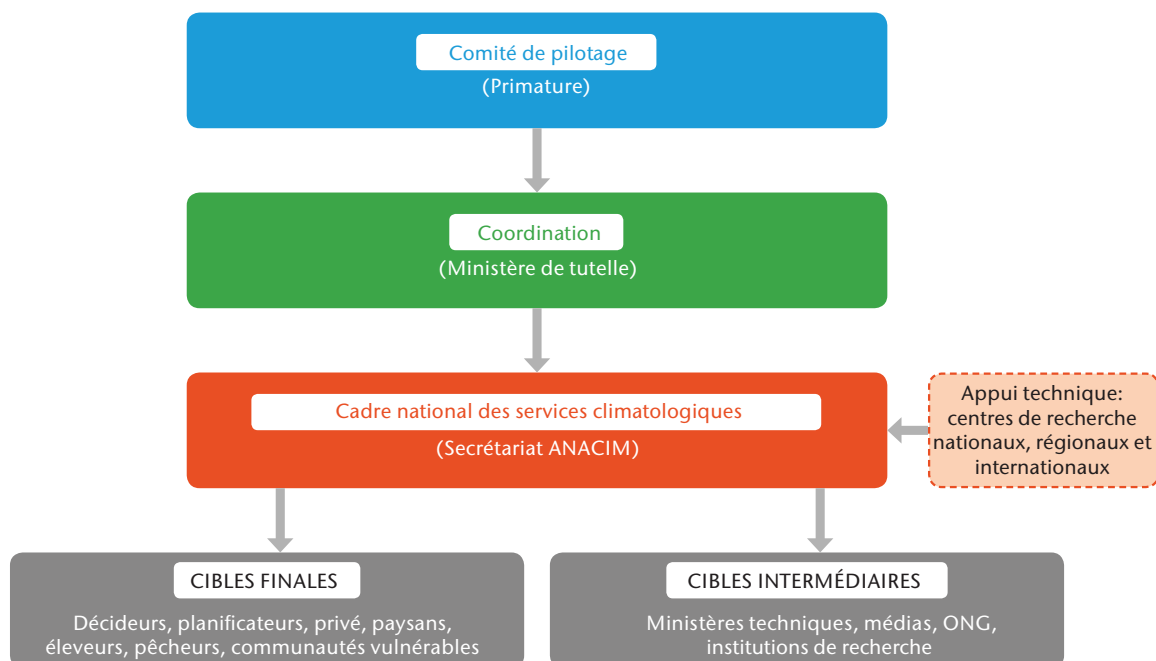 Comité de pilotage
(Primature)
Coordination
(Ministère de tutelle)
Cadre national des services climatologiques
(Secrétariat ANACIM)
Appui technique:
centres de recherche
nationaux, régionaux et
internationaux
CIBLES FINALES
Décideurs, planificateurs, privé, paysans,
éleveurs, pêcheurs, communautés vulnérables
CIBLES INTERMÉDIAIRES
Ministères techniques, médias, ONG,
institutions de recherche